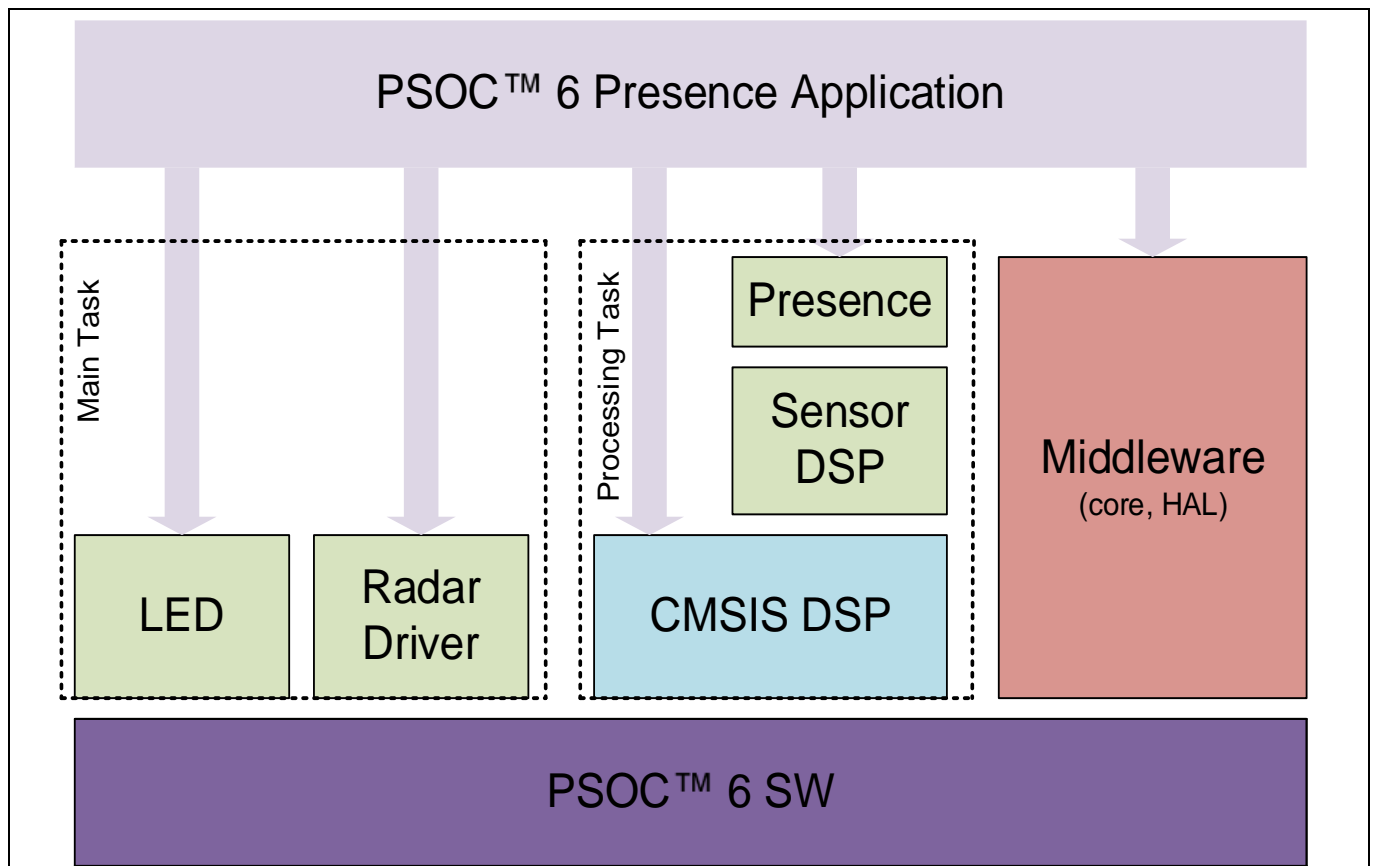 PSOC™ 6 Presence Application
Main Task
Processing Task
Presence
Sensor
DSP
Middleware
(core, HAL)
LED
Radar
Driver
CMSIS DSP
PSOC™ 6 SW